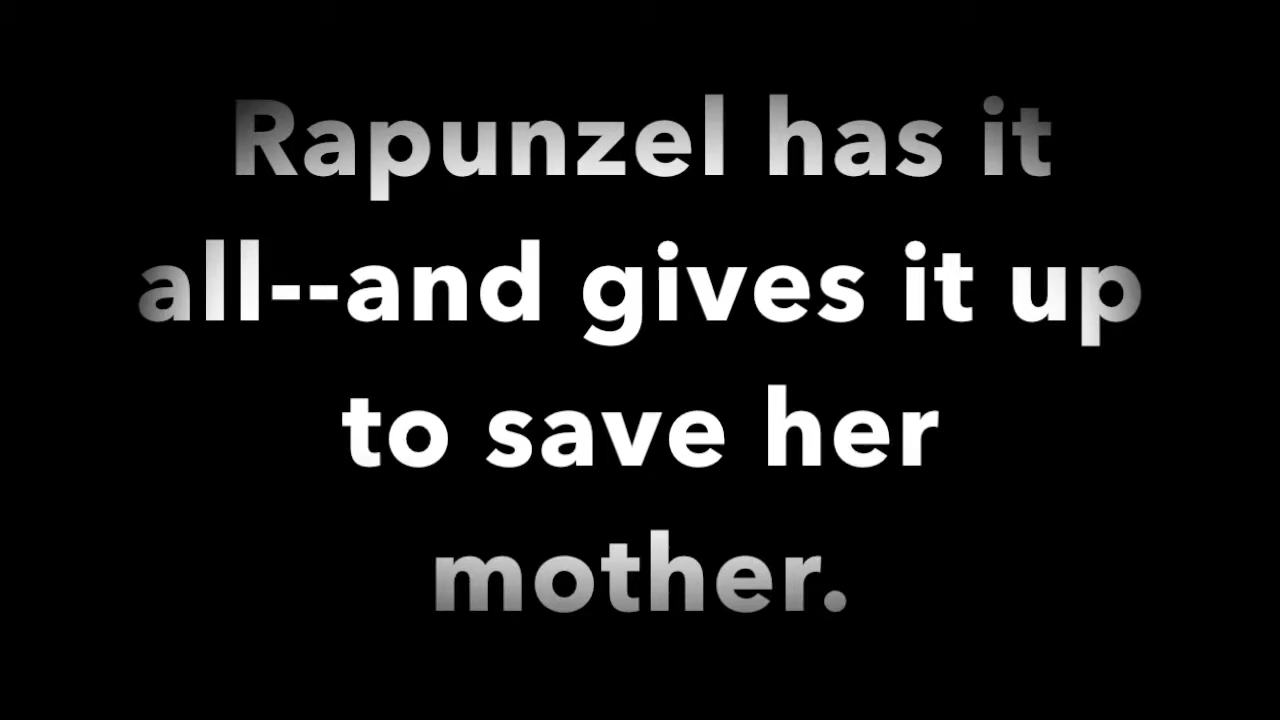 Rapunzel has it
all--and gives it up
to save her
mother.